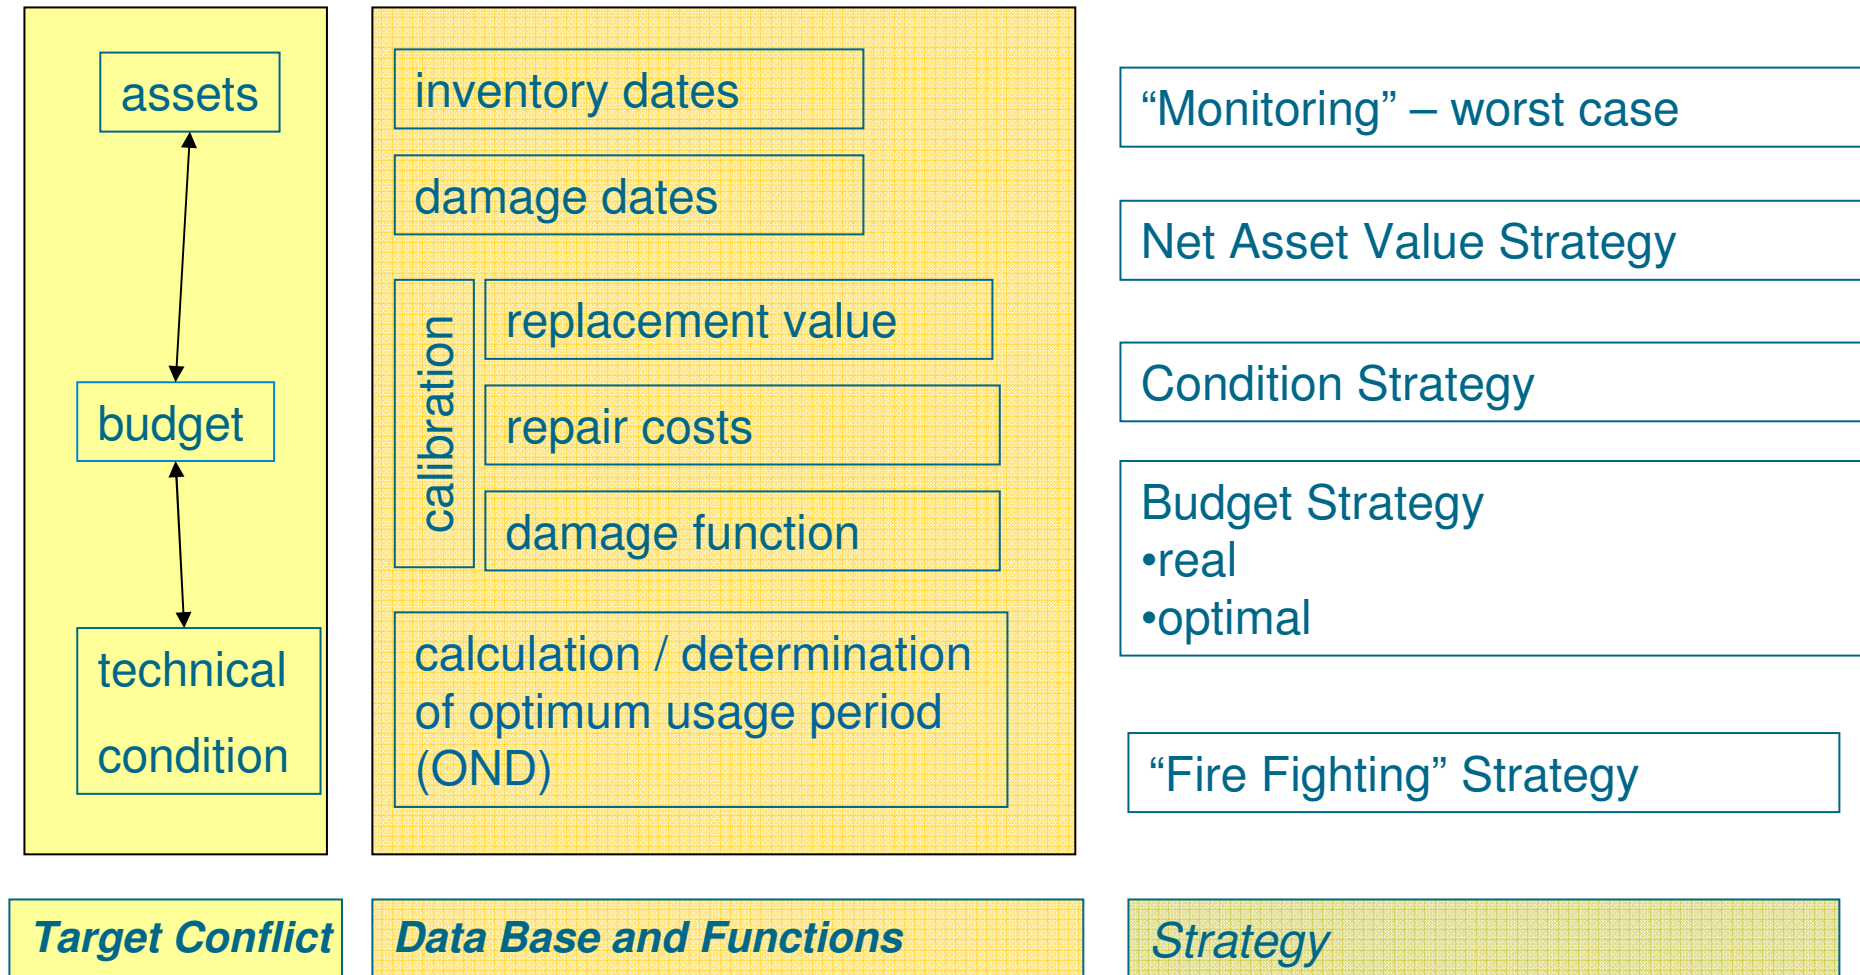 assets
budget
technical
condition
Target Conflict
inventory dates
damage dates
calibration
replacement value
repair costs
damage function
calculation / determination
of optimum usage period
(OND)
Data Base and Functions
“Monitoring” – worst case
Net Asset Value Strategy
Condition Strategy
Budget Strategy
•real
•optimal
“Fire Fighting” Strategy
Strategy